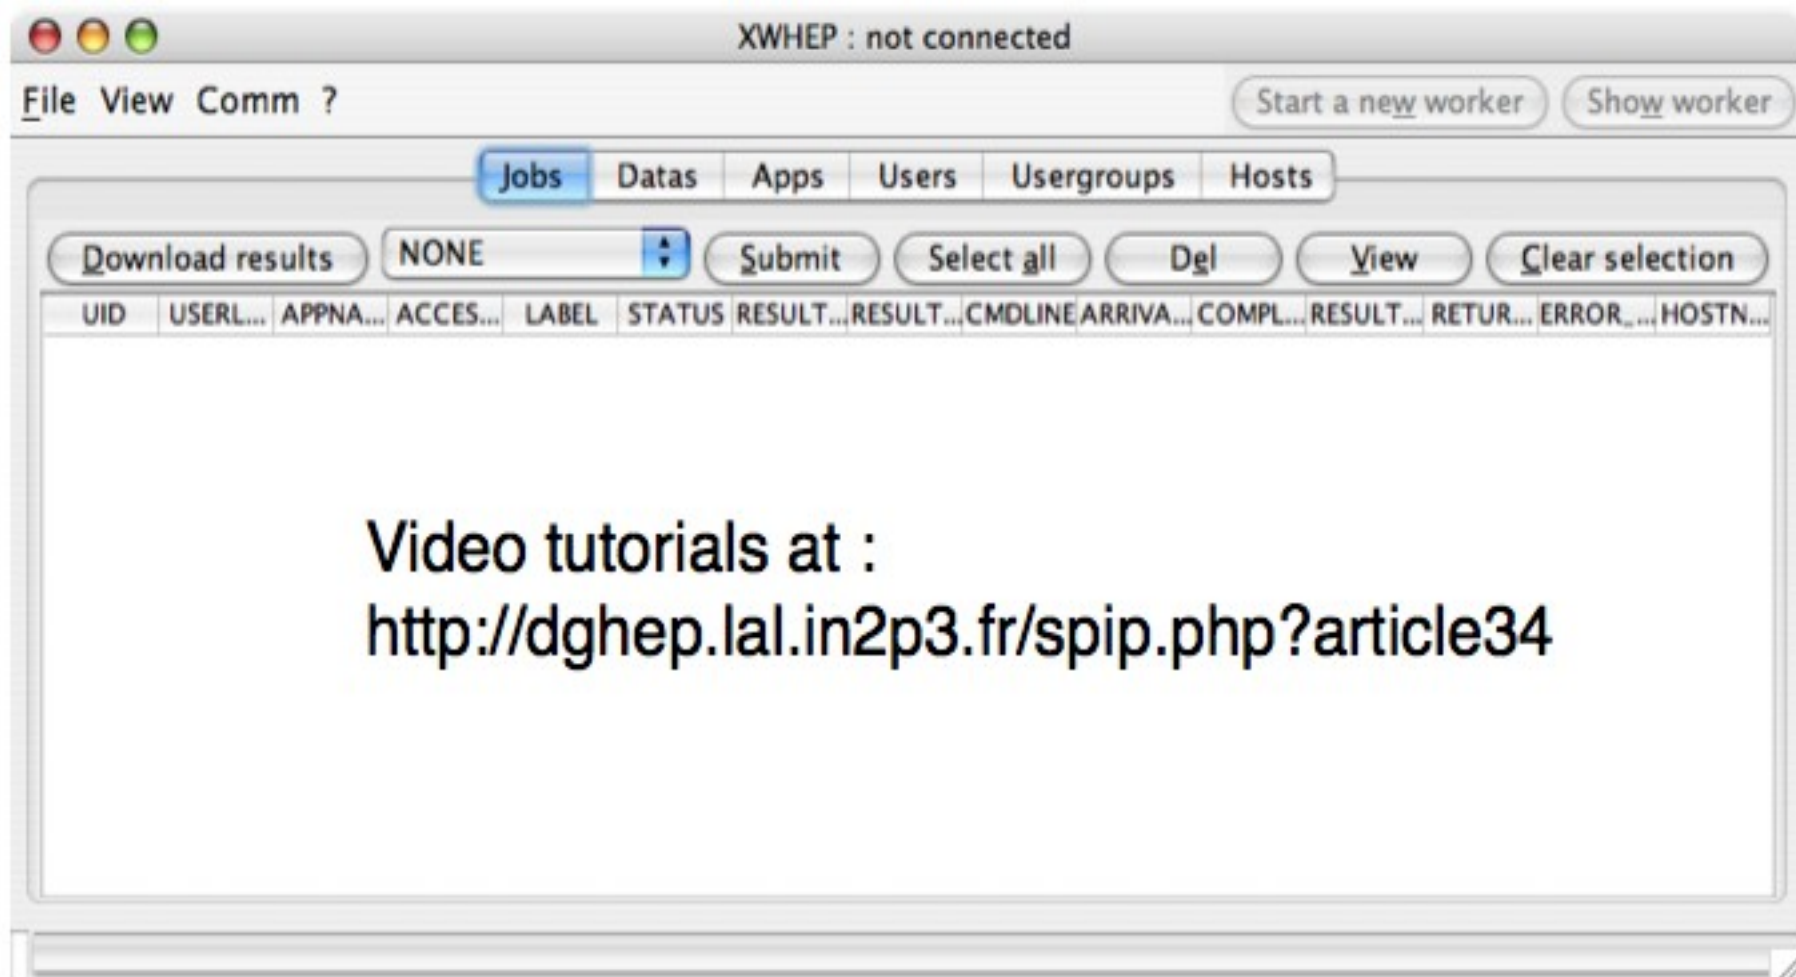 XWHEP : not connected
File View Comm ? Start a new worker Show worker
Jobs Datas Apps Users Usergroups Hosts
Download results NONE Submit Select all Del View Clear selection
UID USERL... APPNA... ACCES... LABEL STATUS RESULT... RESULT... CMDLINE ARRIVA... COMPL... RESULT... RETUR... ERROR_... HOSTN...
Video tutorials at :
http://dghep.lal.in2p3.fr/spip.php?article34